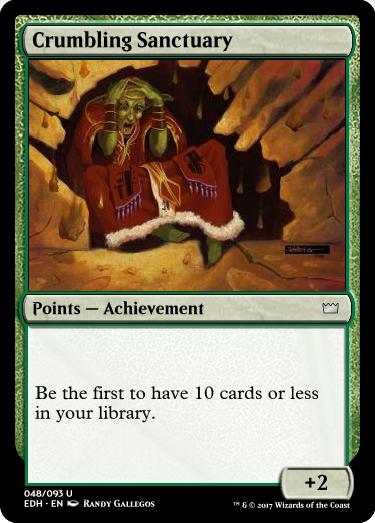 Crumbling Sanctuary
Points — Achievement
Be the first to have 10 cards or less
in your library.
+2
048/093 U
EDH • EN RANDY GALLEGOS
™ & © 2017 Wizards of the Coast